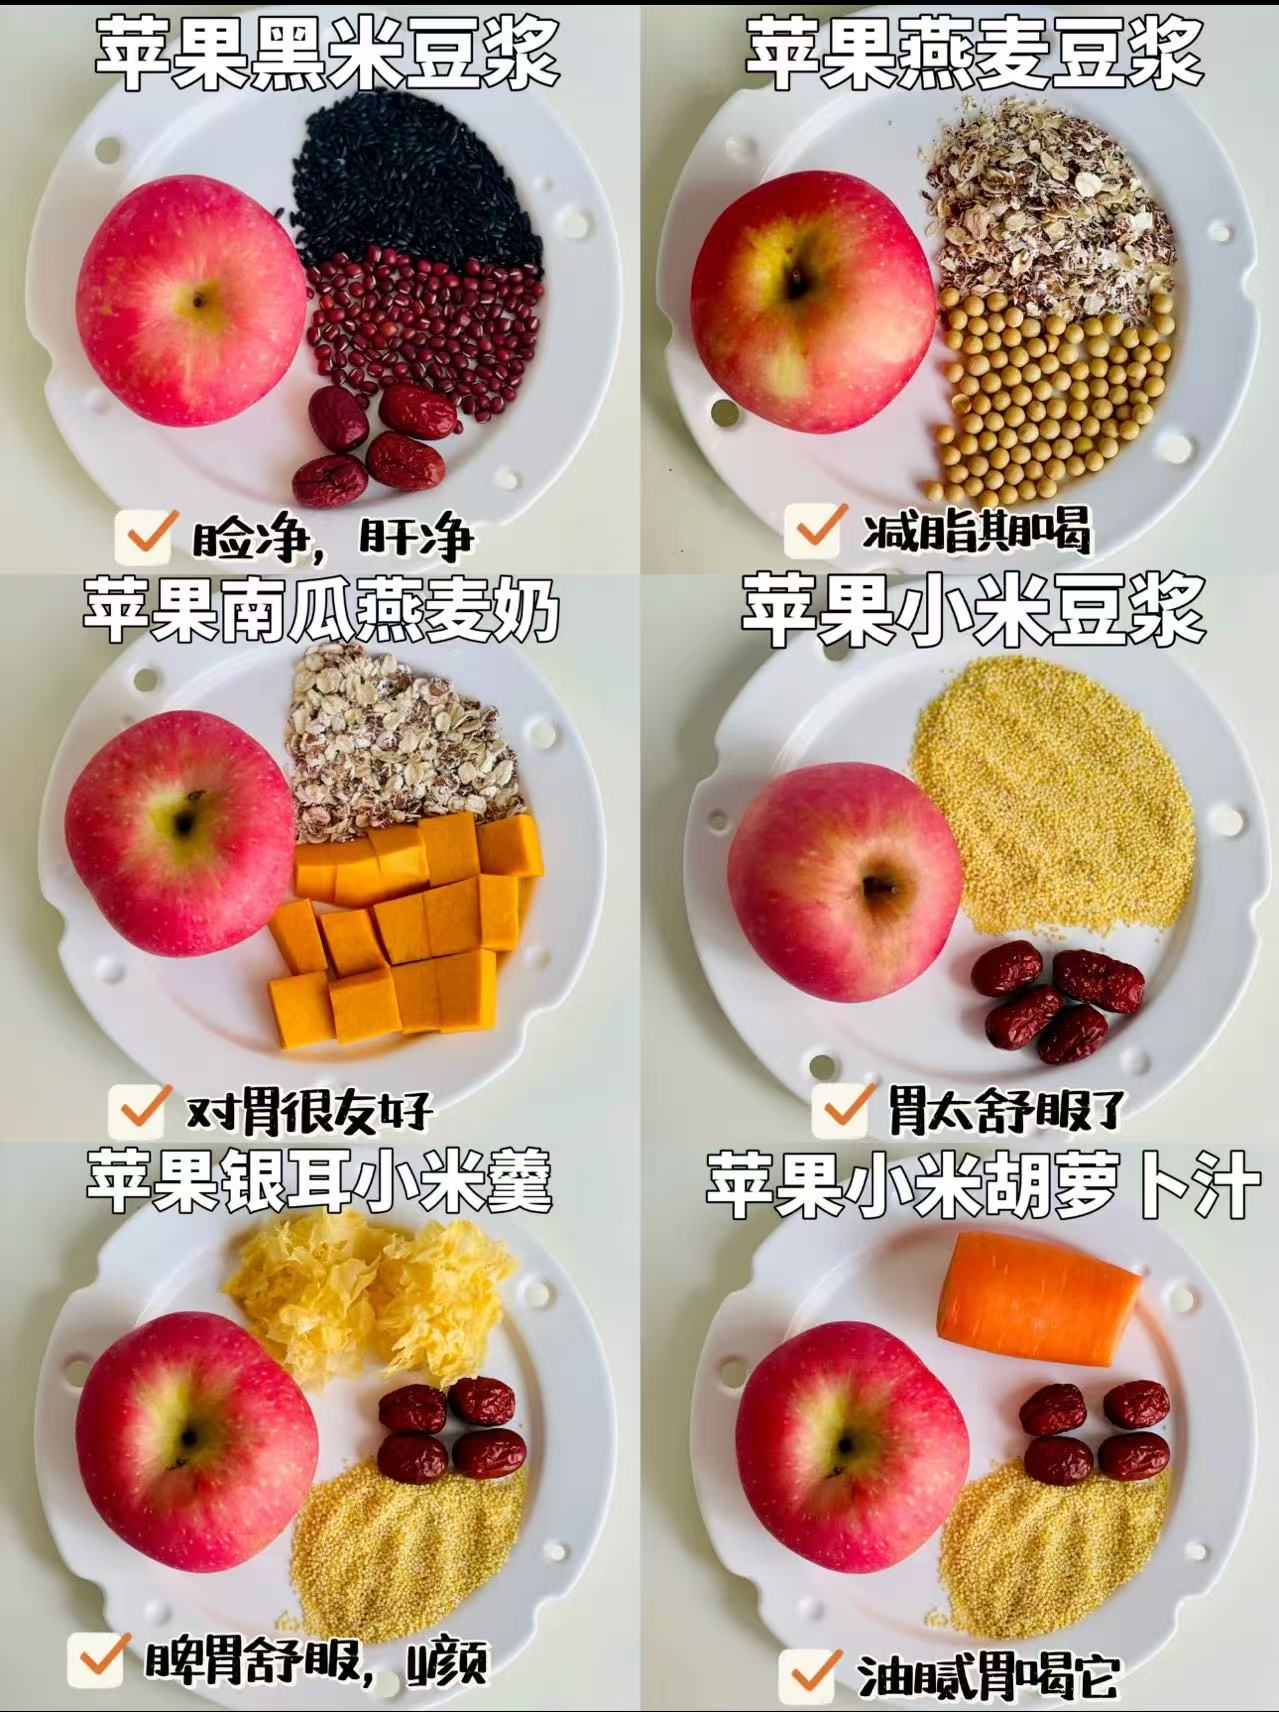 苹果黑米豆浆
苹果燕麦豆浆
脸净，肝净
减脂期喝
苹果南瓜燕麦奶
苹果小米豆浆
对胃很友好
胃太舒服了
苹果银耳小米羹
苹果小米胡萝卜汁
脾胃舒服，養颜
油腻胃喝它